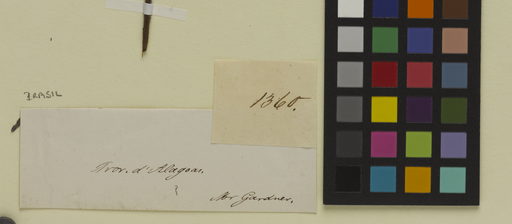 1360.
BRASIL
Prov. d'Alagoas.
?
Mr Gardner.